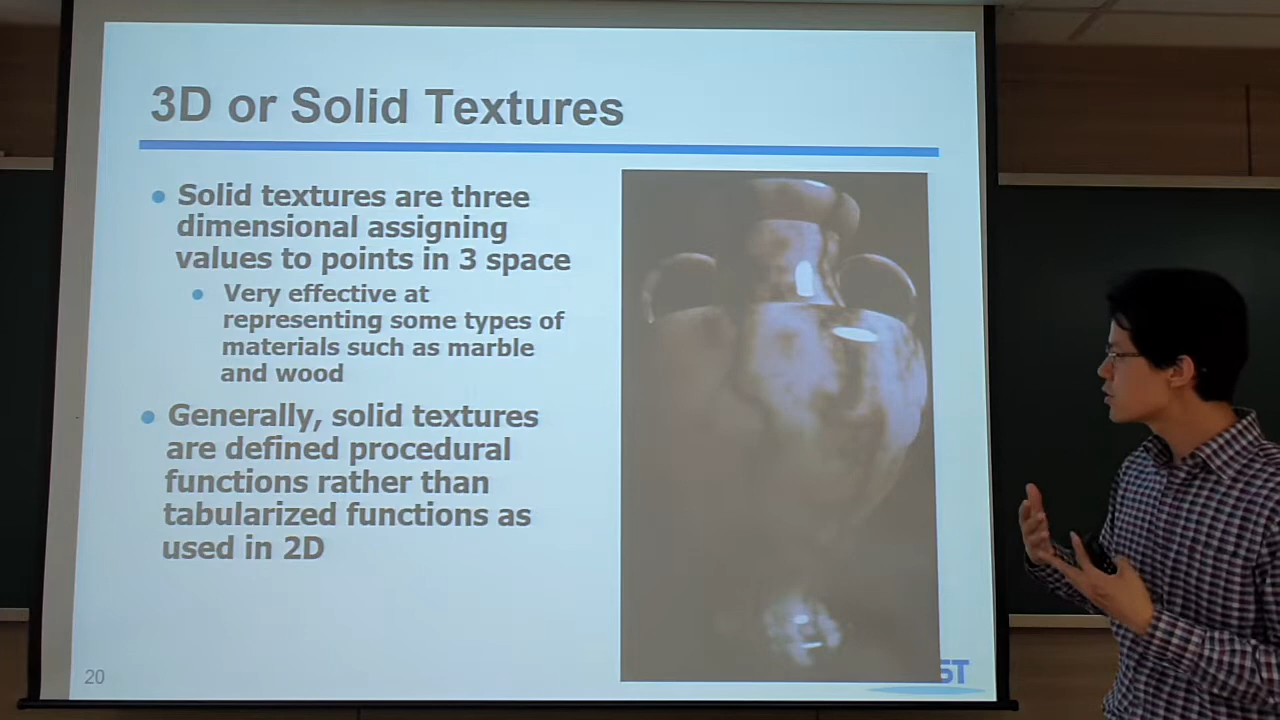 3D or Solid Textures
Solid textures are three
dimensional assigning
values to points in 3 space
Very effective at
representing some types of
materials such as marble
and wood
Generally, solid textures
are defined procedural
functions rather than
tabularized functions as
used in 2D
20
ST